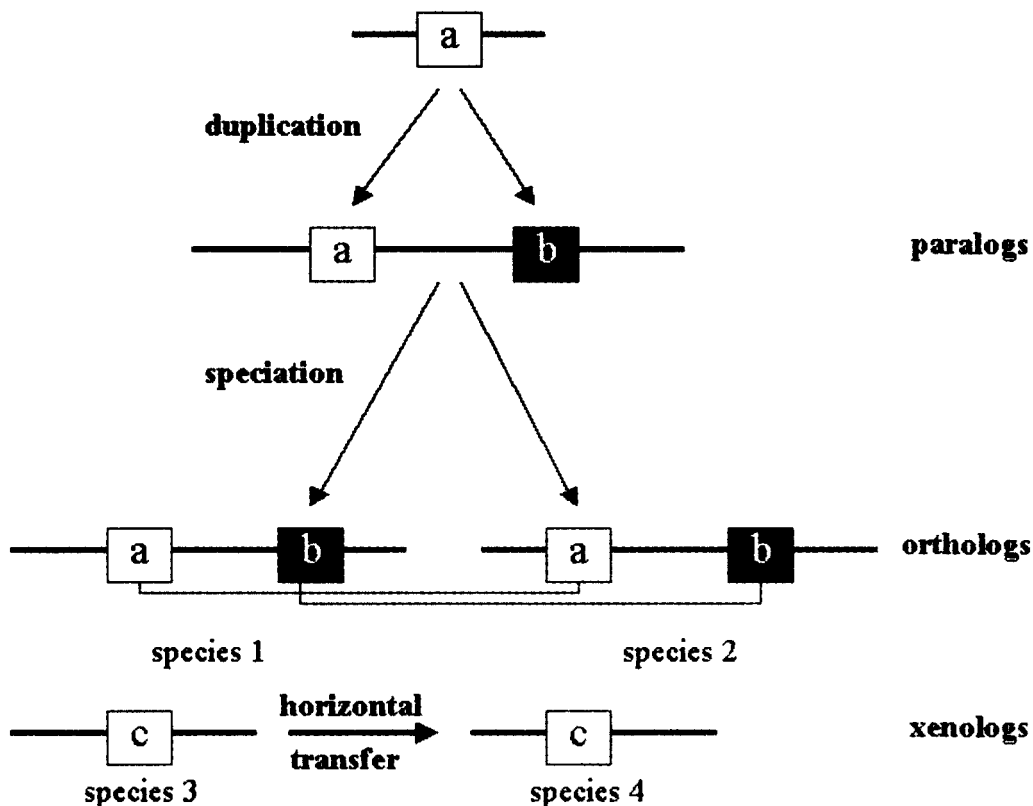 a
duplication
a b paralogs
speciation
a b a b orthologs
species 1 species 2
horizontal
c c xenologs
transfer
species 3 species 4